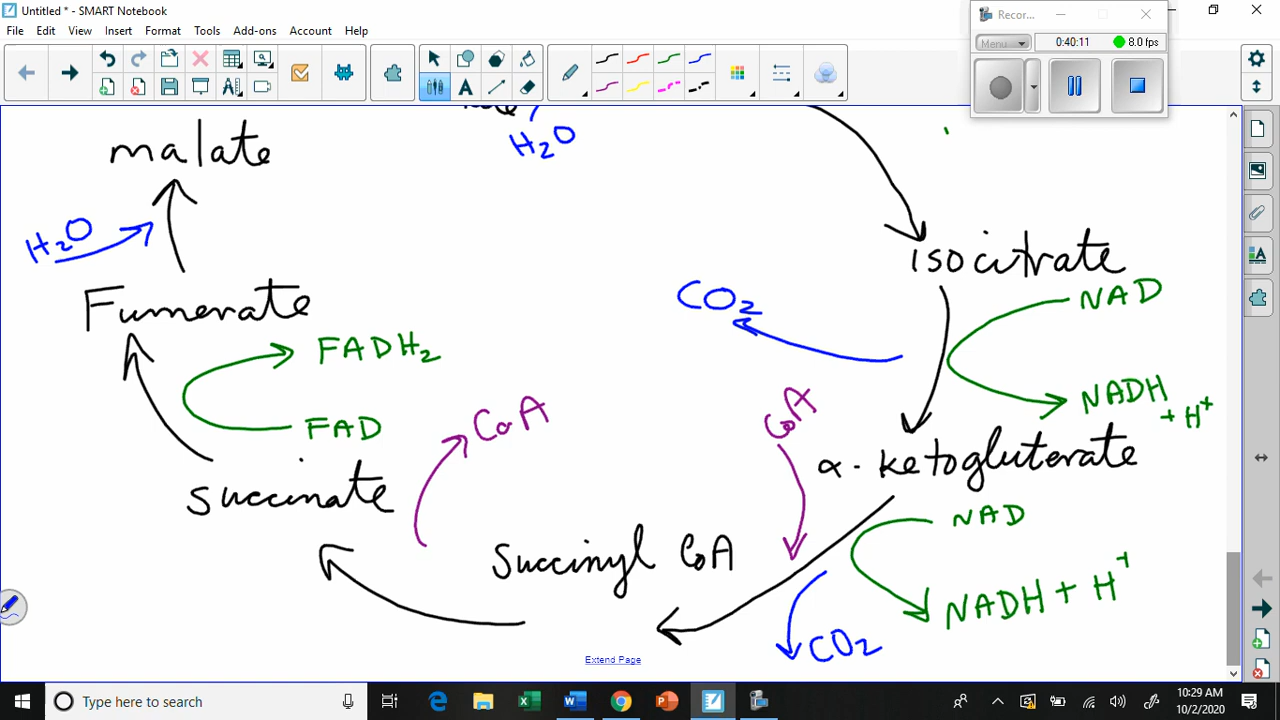 Untitled * - SMART Notebook
File Edit View Insert Format Tools Add-ons Account Help
Recor...
Menu
0:40:11
8.0 fps
malate
H₂O
H₂O
isocitrate
NAD
CO₂
Fumerate
FADH₂
FAD
NADH
+ H⁺
CoA
CoA
α-ketogluterate
succinate
NAD
Succinyl CoA
NADH + H⁺
CO₂
Extend Page
Type here to search
10:29 AM
10/2/2020